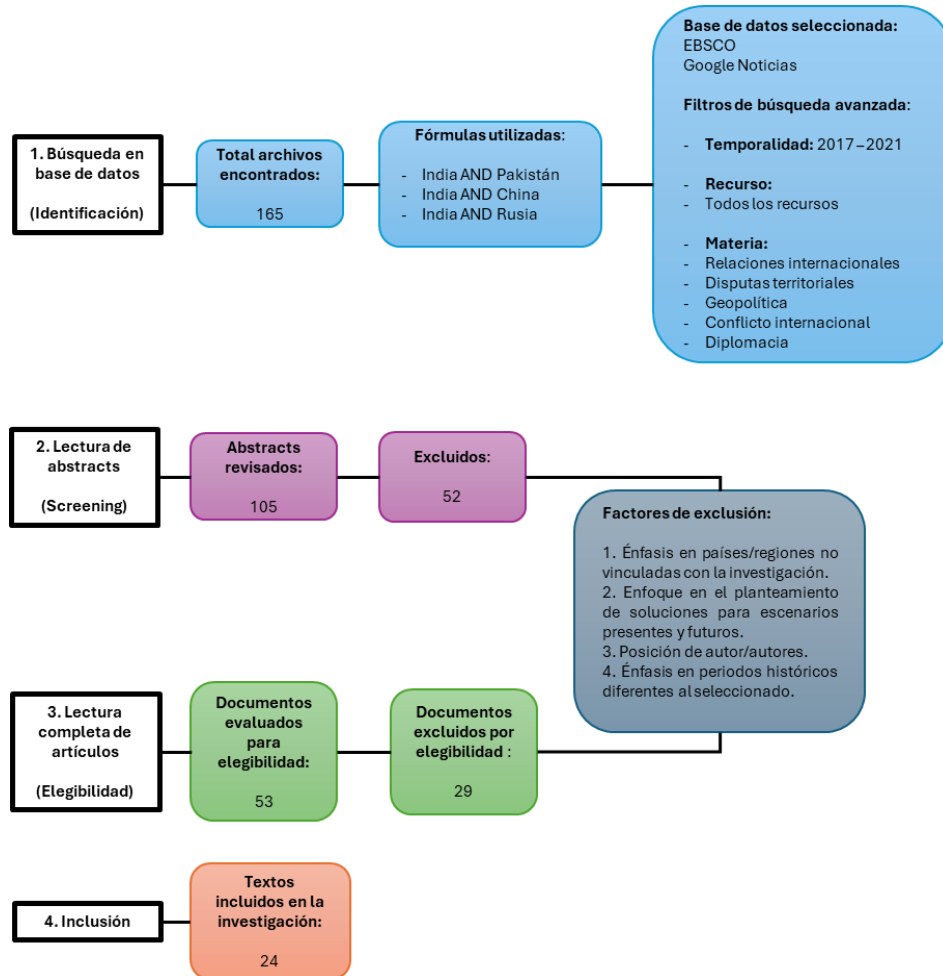 1. Búsqueda en
base de datos
(Identificación)
Total archivos
encontrados:
165
Fórmulas utilizadas:
- India AND Pakistán
- India AND China
- India AND Rusia
Base de datos seleccionada:
EBSCO
Google Noticias
Filtros de búsqueda avanzada:
- Temporalidad: 2017–2021
- Recurso:
- Todos los recursos
- Materia:
- Relaciones internacionales
- Disputas territoriales
- Geopolítica
- Conflicto internacional
- Diplomacia
2. Lectura de
abstracts
(Screening)
Abstracts
revisados:
105
Excluidos:
52
Factores de exclusión:
1. Énfasis en países/regiones no
vinculadas con la investigación.
2. Enfoque en el planteamiento
de soluciones para escenarios
presentes y futuros.
3. Posición de autor/autores.
4. Énfasis en periodos históricos
diferentes al seleccionado.
3. Lectura
completa de
artículos
(Elegibilidad)
Documentos
evaluados
para
elegibilidad:
53
Documentos
excluidos por
elegibilidad :
29
4. Inclusión
Textos
incluidos en la
investigación:
24